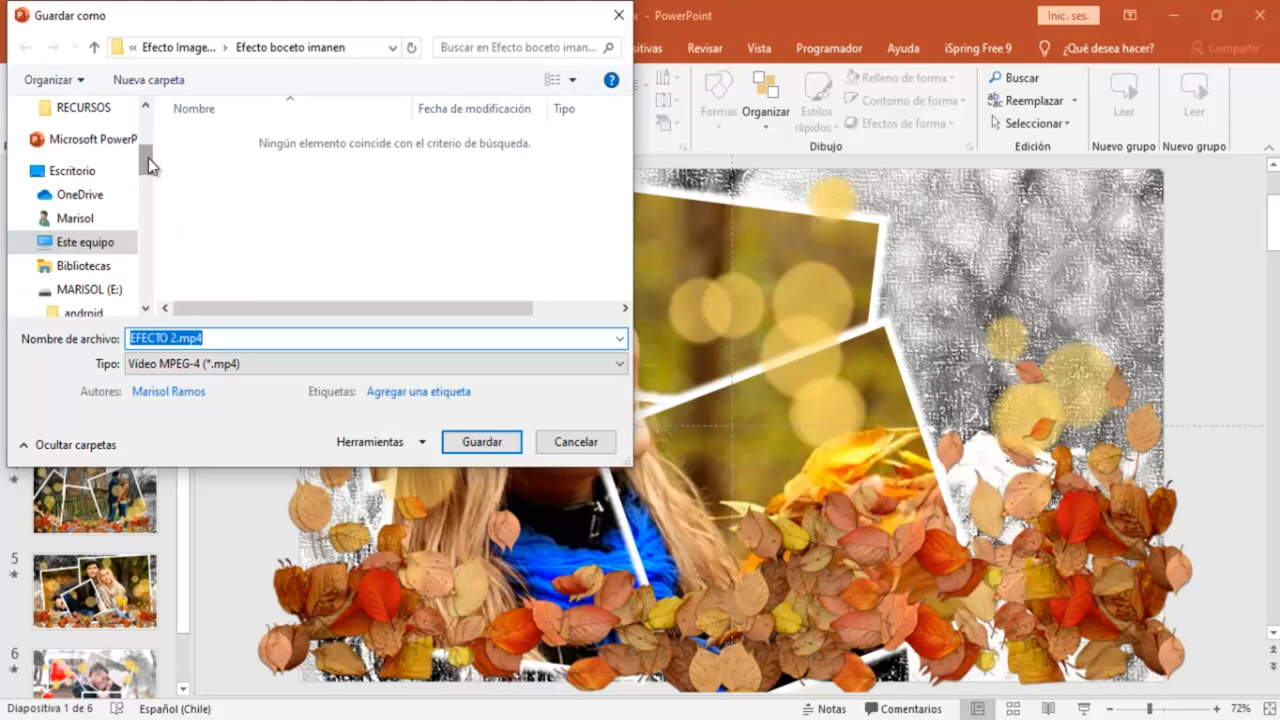 Guardar como
- PowerPoint
Inic. ses.
« Efecto Image... › Efecto boceto imanen
Buscar en Efecto boceto iman...
Revisar
Vista
Programador
Ayuda
iSpring Free 9
¿Qué desea hacer?
Compartir
Organizar
Nueva carpeta
Nombre
Fecha de modificación
Tipo
Ningún elemento coincide con el criterio de búsqueda.
RECURSOS
Microsoft PowerP
Escritorio
OneDrive
Marisol
Este equipo
Bibliotecas
MARISOL (E:)
android
Nombre de archivo:
EFECTO 2.mp4
Tipo:
Vídeo MPEG-4 (*.mp4)
Autores:
Marisol Ramos
Etiquetas:
Agregar una etiqueta
Ocultar carpetas
Herramientas
Guardar
Cancelar
Formas
Organizar
Estilos
rápidos
Relleno de forma
Contorno de forma
Efectos de forma
Dibujo
Buscar
Reemplazar
Seleccionar
Edición
Leer
Nuevo grupo
Leer
Nuevo grupo
5
6
Diapositiva 1 de 6
Español (Chile)
Notas
Comentarios
72%